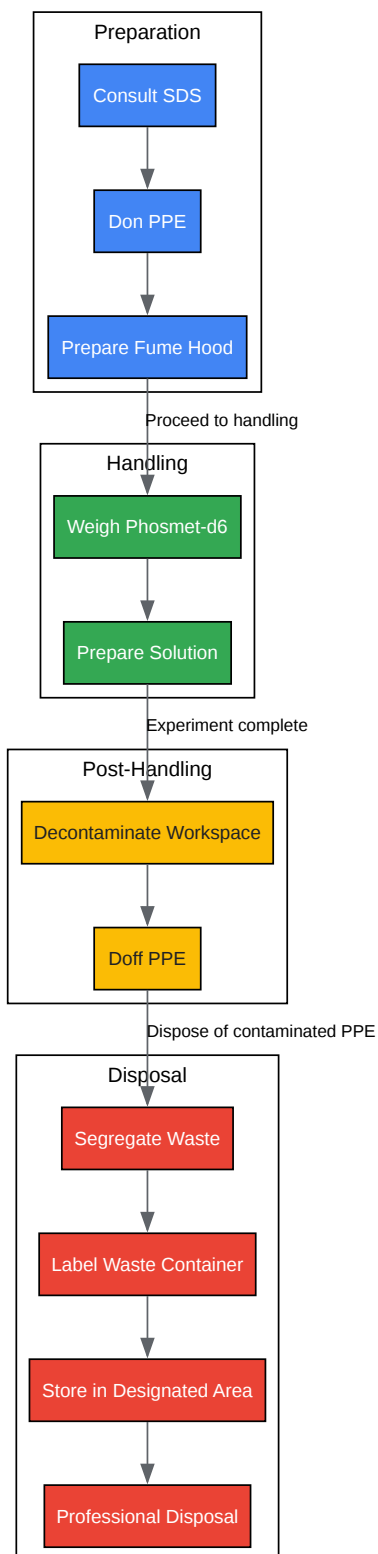 Preparation
Consult SDS
Don PPE
Prepare Fume Hood
Proceed to handling
Handling
Weigh Phosmet-d6
Prepare Solution
Experiment complete
Post-Handling
Decontaminate Workspace
Doff PPE
Dispose of contaminated PPE
Disposal
Segregate Waste
Label Waste Container
Store in Designated Area
Professional Disposal